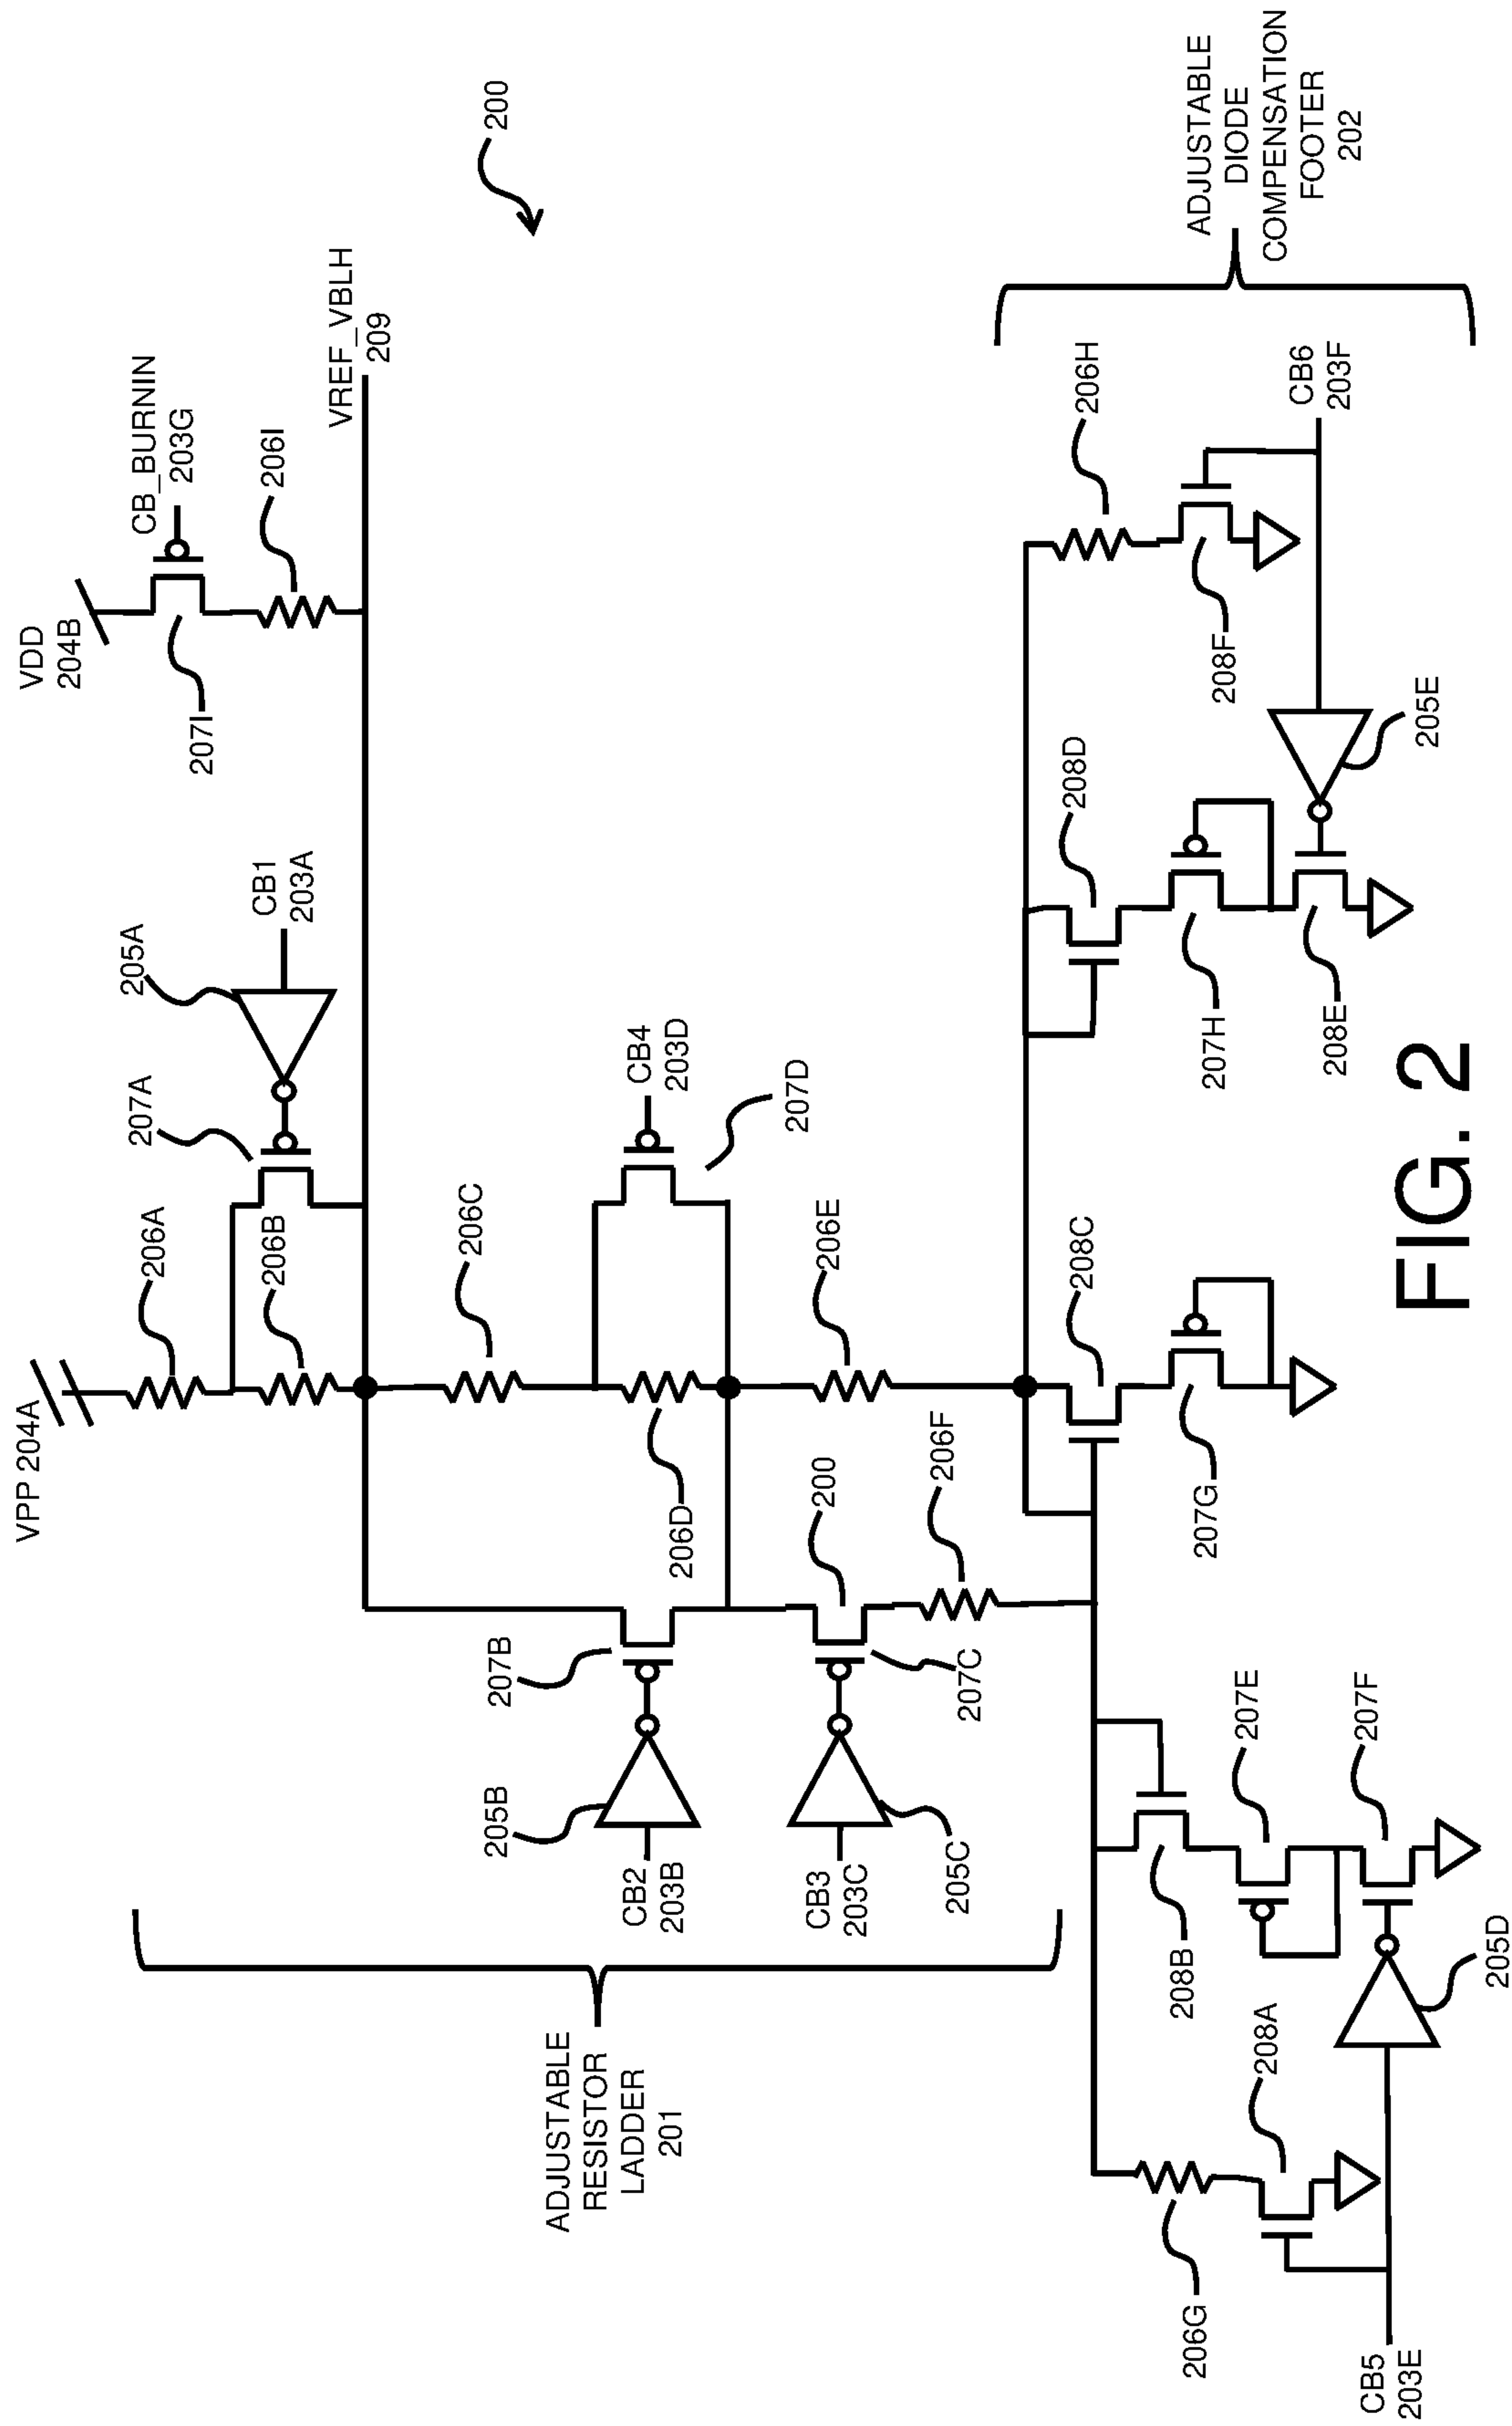 200
VPP 204A
206A
207A
205A
CB1
203A
206B
VDD
204B
CB_BURNIN
203G
207I
206I
VREF_VBLH
209
ADJUSTABLE
RESISTOR
LADDER
201
CB2
203B
205B
207B
206C
206D
CB4
203D
207D
CB3
203C
205C
207C
200
206F
206E
208C
207G
CB5
203E
206G
208A
208B
207E
207F
205D
208D
207H
208E
208F
206H
205E
CB6
203F
ADJUSTABLE
DIODE
COMPENSATION
FOOTER
202
FIG. 2